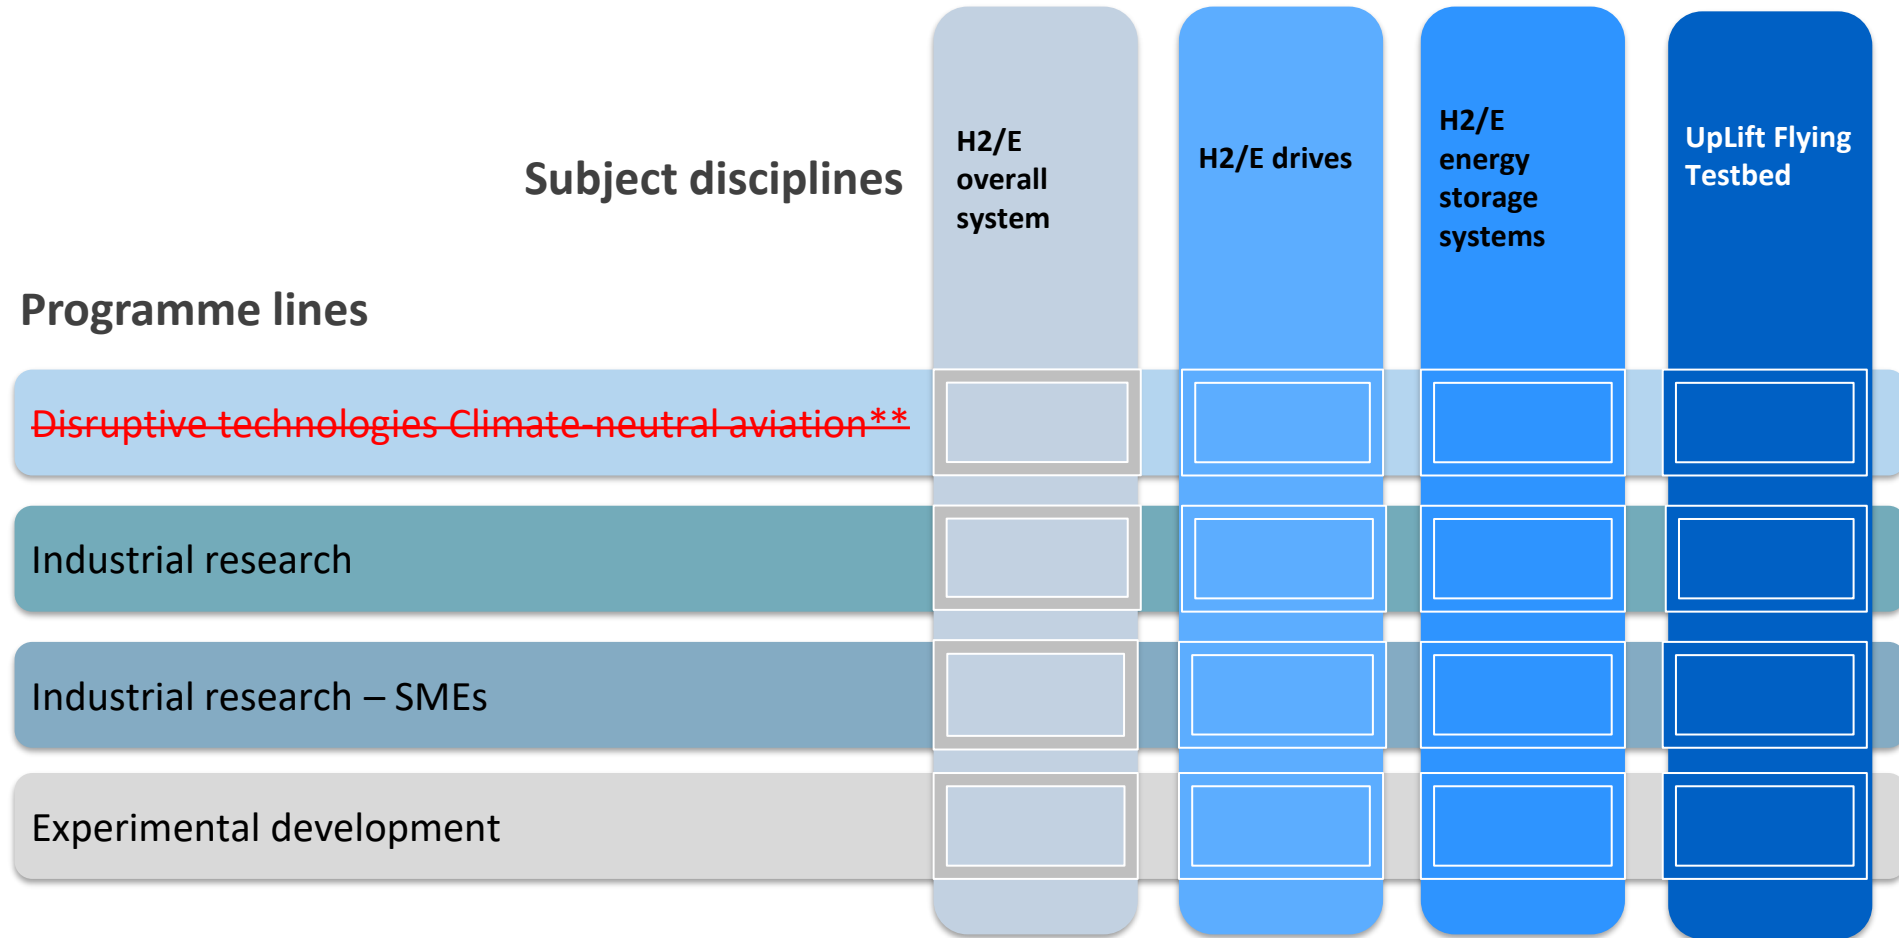 Subject disciplines
H2/E
overall
system
H2/E drives
H2/E
energy
storage
systems
UpLift Flying
Testbed
Programme lines
Disruptive technologies Climate-neutral aviation**
Industrial research
Industrial research – SMEs
Experimental development